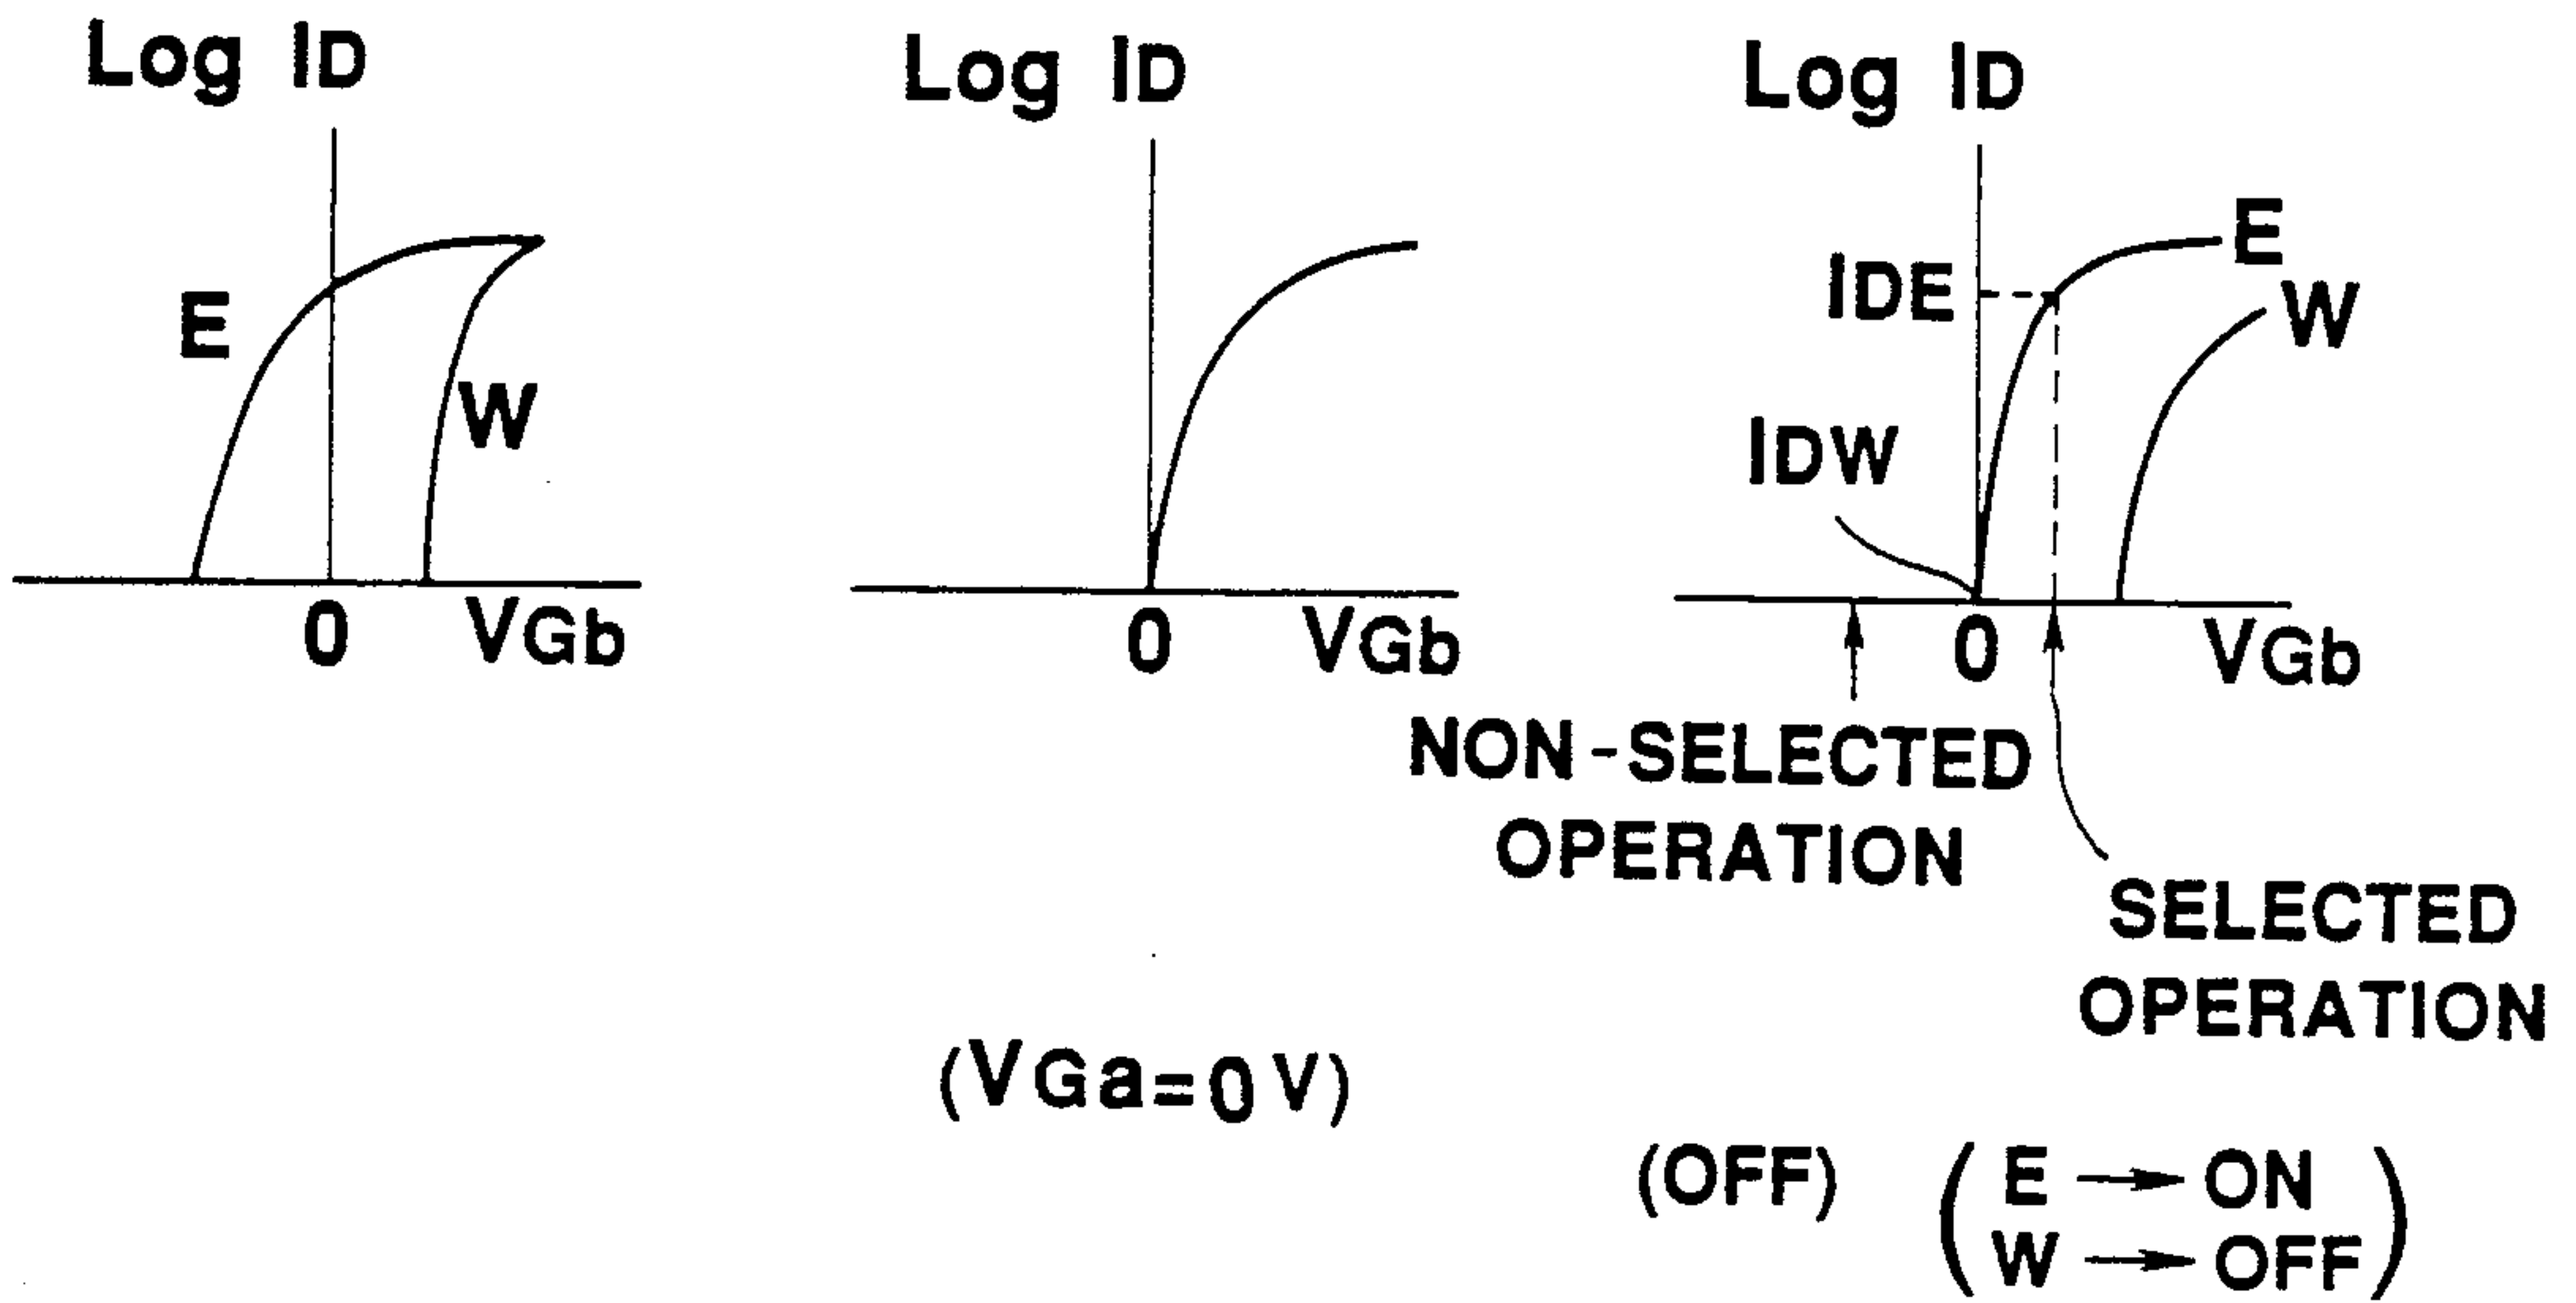 Log ID
E
W
0
VGb
Log ID
0
VGb
(VGa=0V)
Log ID
E
W
IDE
IDW
0
VGb
NON-SELECTED
OPERATION
SELECTED
OPERATION
(OFF)
(E → ON
W → OFF)